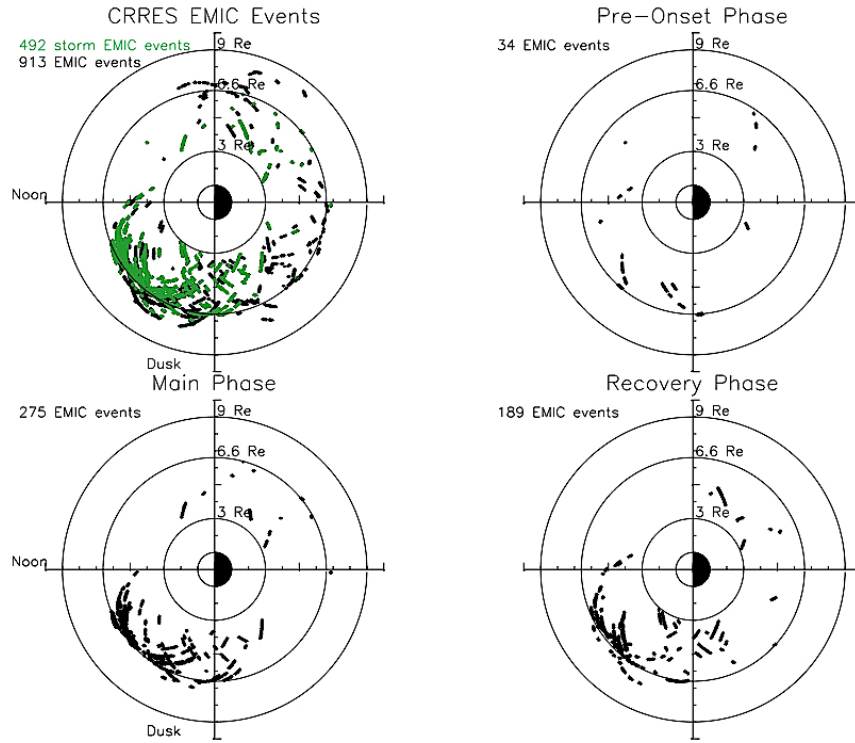 CRRES EMIC Events
492 storm EMIC events
913 EMIC events
9 Re
6.6 Re
3 Re
Noon
Dusk
Pre-Onset Phase
34 EMIC events
9 Re
6.6 Re
3 Re
Main Phase
275 EMIC events
9 Re
6.6 Re
3 Re
Noon
Dusk
Recovery Phase
189 EMIC events
9 Re
6.6 Re
3 Re